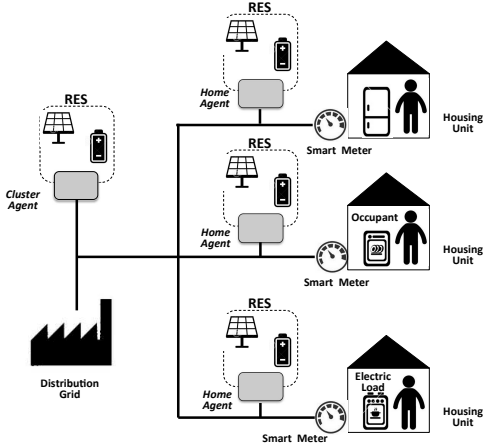 RES
Home
Agent
Smart Meter
Housing
Unit
RES
Cluster
Agent
RES
Home
Agent
Occupant
Smart Meter
Housing
Unit
Distribution
Grid
RES
Home
Agent
Electric
Load
Smart Meter
Housing
Unit